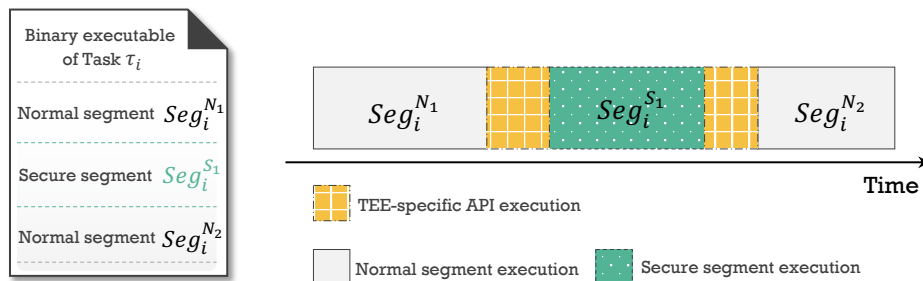 Binary executable
of Task τ_i
Normal segment Seg_i^{N_1}
Secure segment Seg_i^{S_1}
Normal segment Seg_i^{N_2}
Seg_i^{N_1}
Seg_i^{S_1}
Seg_i^{N_2}
Time
TEE-specific API execution
Normal segment execution
Secure segment execution